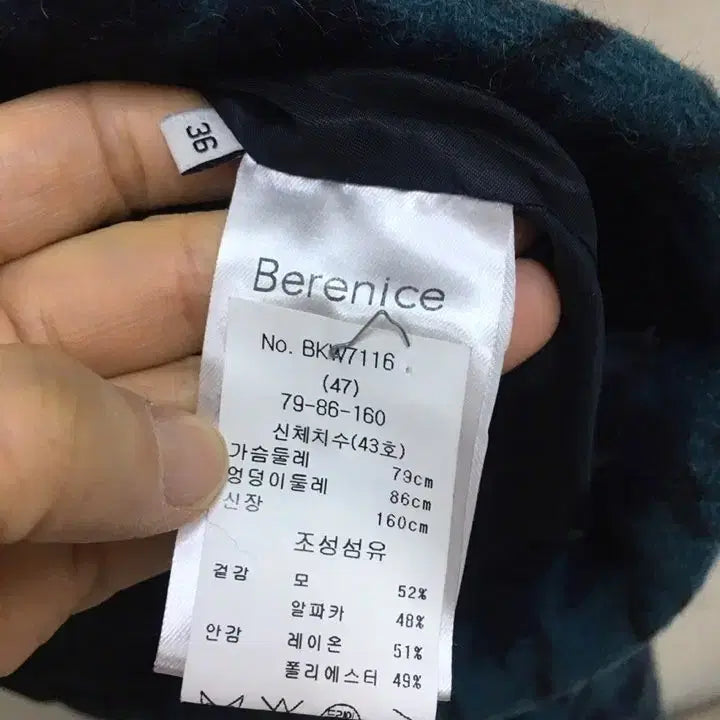 36
Berenice
No. BKW7116
(47)
79-86-160
신체치수(43호)
가슴둘레 79cm
엉덩이둘레 86cm
신장 160cm
조성섬유
겉감 모 52%
알파카 48%
안감 레이온 51%
폴리에스터 49%